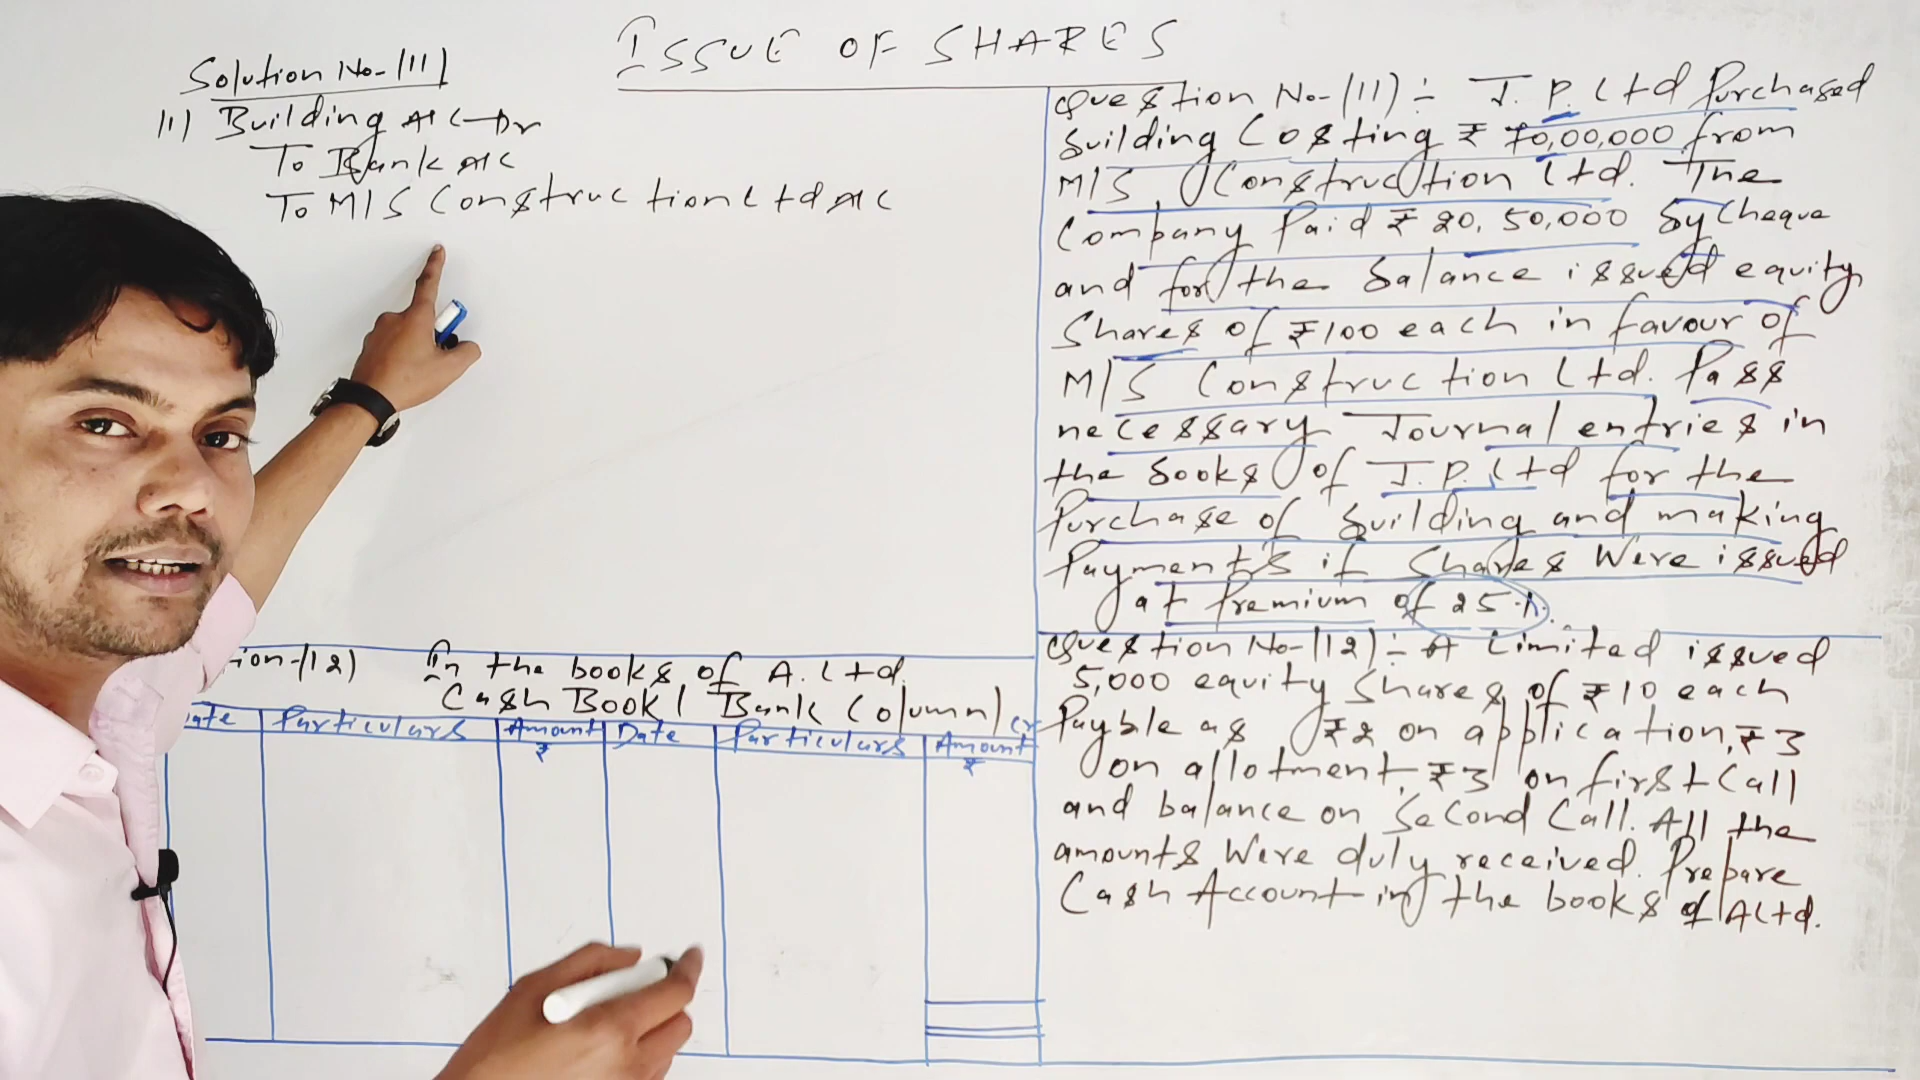 ISSUE OF SHARES
Solution No-(11)
(1) Building A/C-Dr
To Bank A/C
To M/S Construction Ltd A/C
Question No-(11):- J.P. Ltd Purchased
building Costing ₹ 70,00,000 from
M/S Construction Ltd. The
Company Paid ₹ 20,50,000 by Cheque
and for the balance issued equity
Shares of ₹100 each in favour of
M/S Construction Ltd. Pass
necessary Journal entries in
the books of J.P. Ltd for the
Purchase of building and making
Payments if Shares Were issued
at Premium of 25%.
Question No-(12):- A Limited issued
5,000 equity Shares of ₹10 each
Payble as ₹2 on application, ₹3
on allotment, ₹3 on first Call
and balance on Second Call. All the
amounts Were duly received. Prepare
Cash Account in the books of A Ltd.
ion-(12) In the books of A. Ltd.
Cash Book (Bank Column) Cr
ate Particulars Amount ₹ Date Particulars Amount ₹